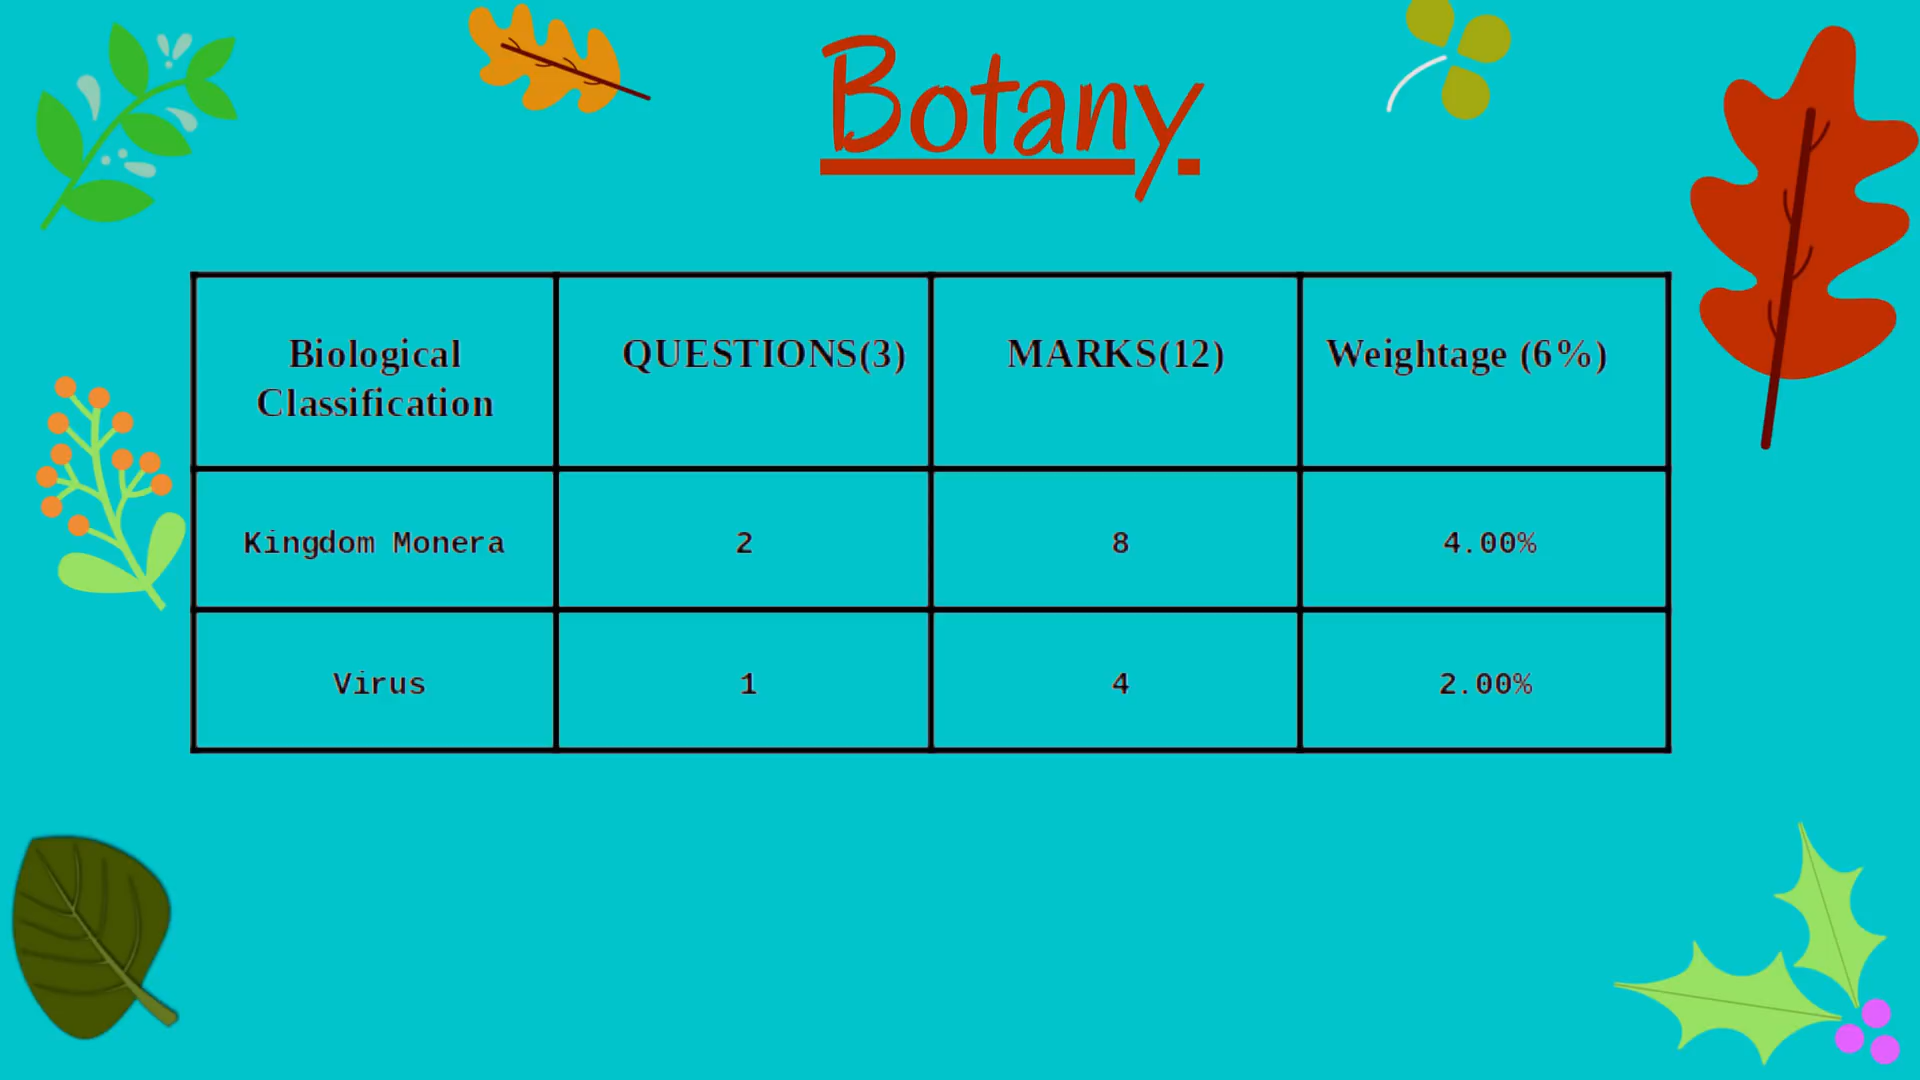 Botany
Biological
Classification
QUESTIONS(3)
MARKS(12)
Weightage (6%)
Kingdom Monera
2
8
4.00%
Virus
1
4
2.00%